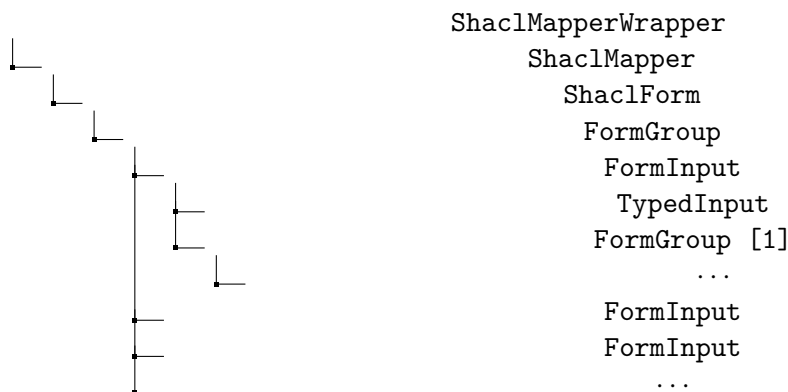 ShaclMapperWrapper
ShaclMapper
ShaclForm
FormGroup
FormInput
TypedInput
FormGroup [1]
...
FormInput
FormInput
...